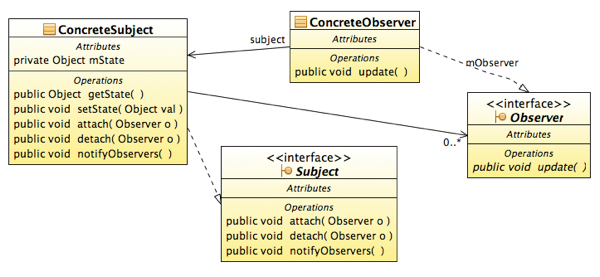 ConcreteSubject
Attributes
private Object mState
Operations
public Object getState( )
public void setState( Object val )
public void attach( Observer o )
public void detach( Observer o )
public void notifyObservers( )
subject
ConcreteObserver
Attributes
Operations
public void update( )
mObserver
<<interface>>
Observer
Attributes
Operations
public void update( )
0..*
<<interface>>
Subject
Attributes
Operations
public void attach( Observer o )
public void detach( Observer o )
public void notifyObservers( )